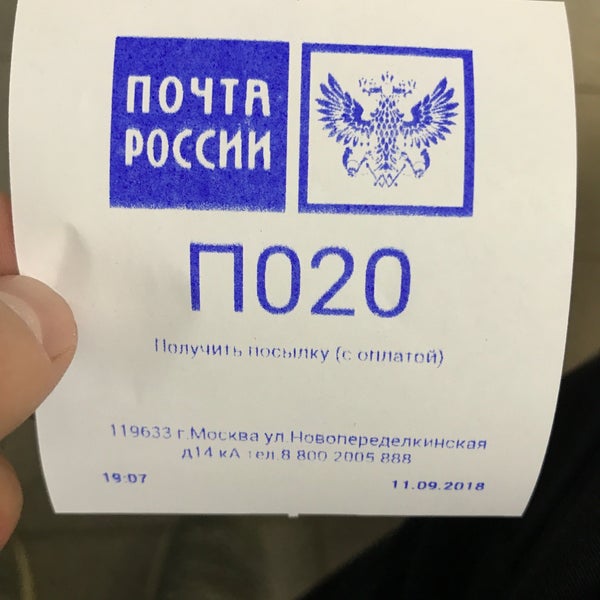 ПОЧТА
РОССИИ
П020
Получить посылку (с оплатой)
119633 г.Москва ул.Новопеределкинская
д14 кА тел.8 800 2005 888
19:07
11.09.2018